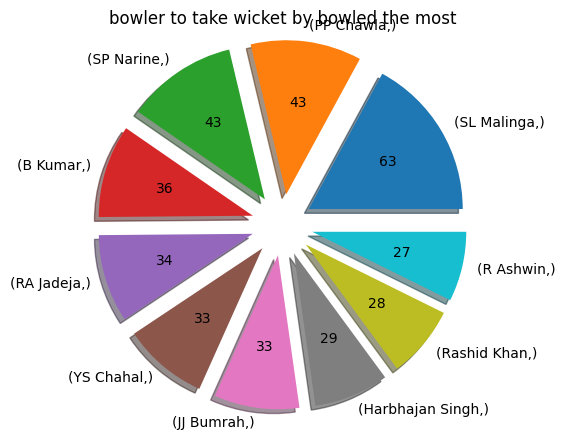 bowler to take wicket by bowled the most
(PP Chawla,)
(SP Narine,)
43
(SL Malinga,)
43
63
(B Kumar,)
36
(RA Jadeja,)
34
27
(R Ashwin,)
28
33
(YS Chahal,)
33
29
(Rashid Khan,)
(JJ Bumrah,)
(Harbhajan Singh,)